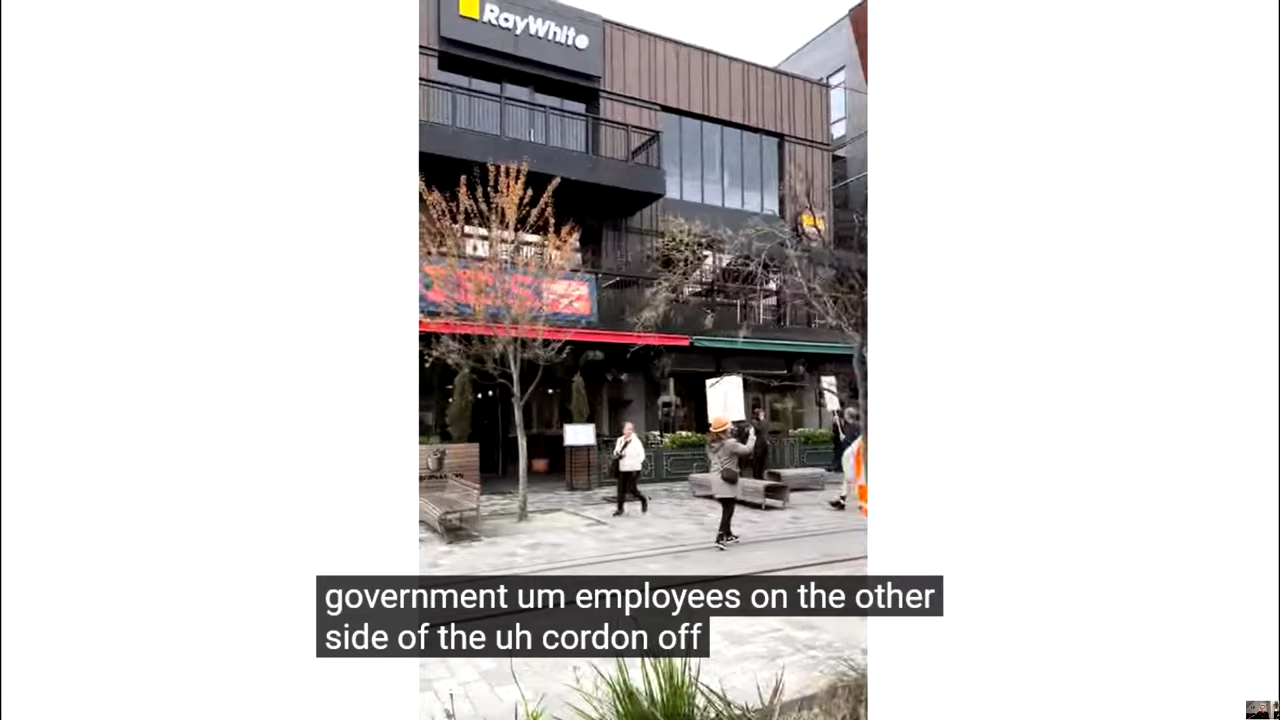 RayWhite
government um employees on the other
side of the uh cordon off